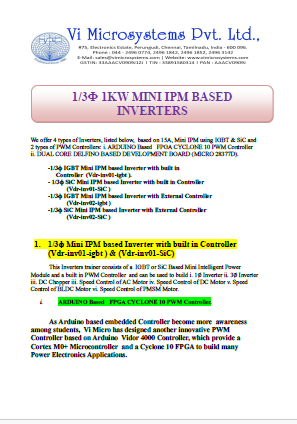 Vi Microsystems Pvt. Ltd.,
#75, Electronics Estate, Perungudi, Chennai, Tamilnadu, India - 600 096.
Phone : 044 - 2496 0774, 2496 1842, 2496 1852, 2496 3142
E-Mail: sales@vimicrosystems.com | Website: www.vimicrosystems.com
1/3Φ 1KW MINI IPM BASED
INVERTERS
We offer 4 types of Inverters, listed below, based on 15A, Mini IPM using IGBT & SiC and
2 types of PWM Controllers: i. ARDUINO Based FPGA CYCLONE 10 PWM Controller
ii. DUAL CORE DELFINO BASED DEVELOPMENT BOARD (MICRO 28377D).
-1/3φ IGBT Mini IPM based Inverter with built in
Controller (Vdr-inv01-igbt ).
- 1/3φ SiC Mini IPM based Inverter with built in Controller
(Vdr-inv01-SiC )
-1/3φ IGBT Mini IPM based Inverter with External Controller
(Vdr-inv02-igbt )
-1/3φ SiC Mini IPM based Inverter with External Controller
(Vdr-inv02-SiC )
1. 1/3φ Mini IPM based Inverter with built in Controller
(Vdr-inv01-igbt ) & (Vdr-inv01-SiC)
This Inverters trainer consists of a IGBT or SiC Based Mini Intelligent Power
Module and a built in PWM Controller and can be used to build i. 1Φ Inverter ii. 3Φ Inverter
iii. DC Chopper iii. Speed Control of AC Motor iv. Speed Control of DC Motor v. Speed
Control of BLDC Motor vi. Speed Control of PMSM Motor.
i. ARDUINO Based FPGA CYCLONE 10 PWM Controller.
As Arduino based embedded Controller become more awareness
among students, Vi Micro has designed another innovative PWM
Controller based on Arduino Vidor 4000 Controller, which provide a
Cortex M0+ Microcontroller and a Cyclone 10 FPGA to build many
Power Electronics Applications.